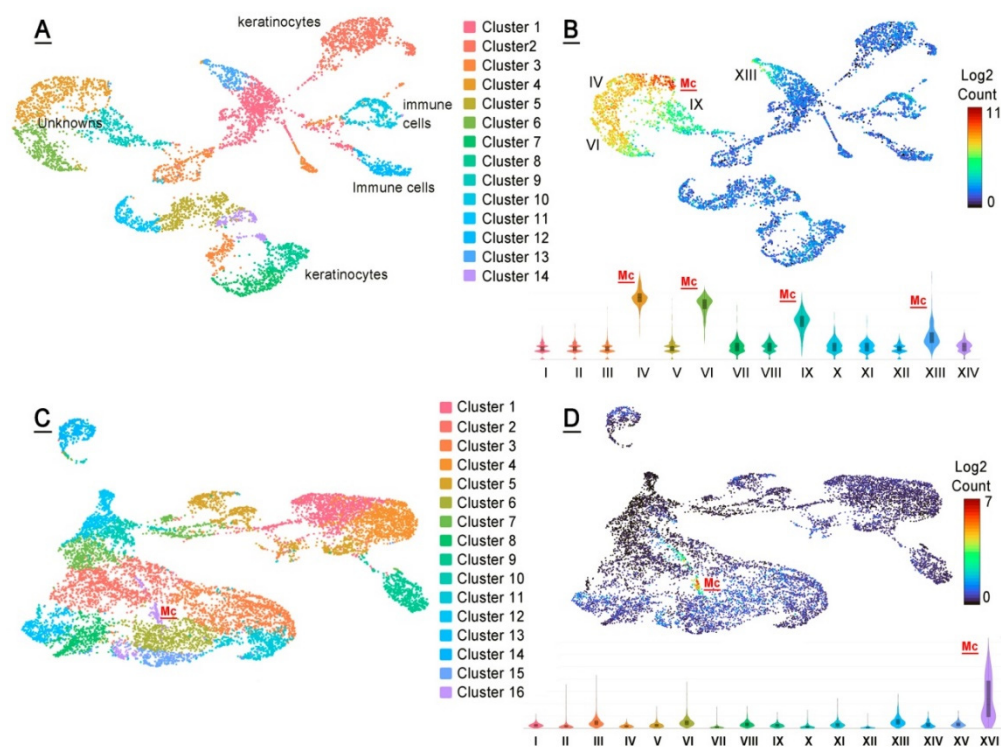 A
keratinocytes
Unknowns
immune
cells
Immune cells
keratinocytes
Cluster 1
Cluster2
Cluster 3
Cluster 4
Cluster 5
Cluster 6
Cluster 7
Cluster 8
Cluster 9
Cluster 10
Cluster 11
Cluster 12
Cluster 13
Cluster 14
B
XIII
IV
Mc
IX
VI
Log2
Count
11
0
Mc
Mc
Mc
Mc
I II III IV V VI VII VIII IX X XI XII XIII XIV
C
Mc
Cluster 1
Cluster 2
Cluster 3
Cluster 4
Cluster 5
Cluster 6
Cluster 7
Cluster 8
Cluster 9
Cluster 10
Cluster 11
Cluster 12
Cluster 13
Cluster 14
Cluster 15
Cluster 16
D
Log2
Count
7
0
Mc
Mc
I II III IV V VI VII VIII IX X XI XII XIII XIV XV XVI